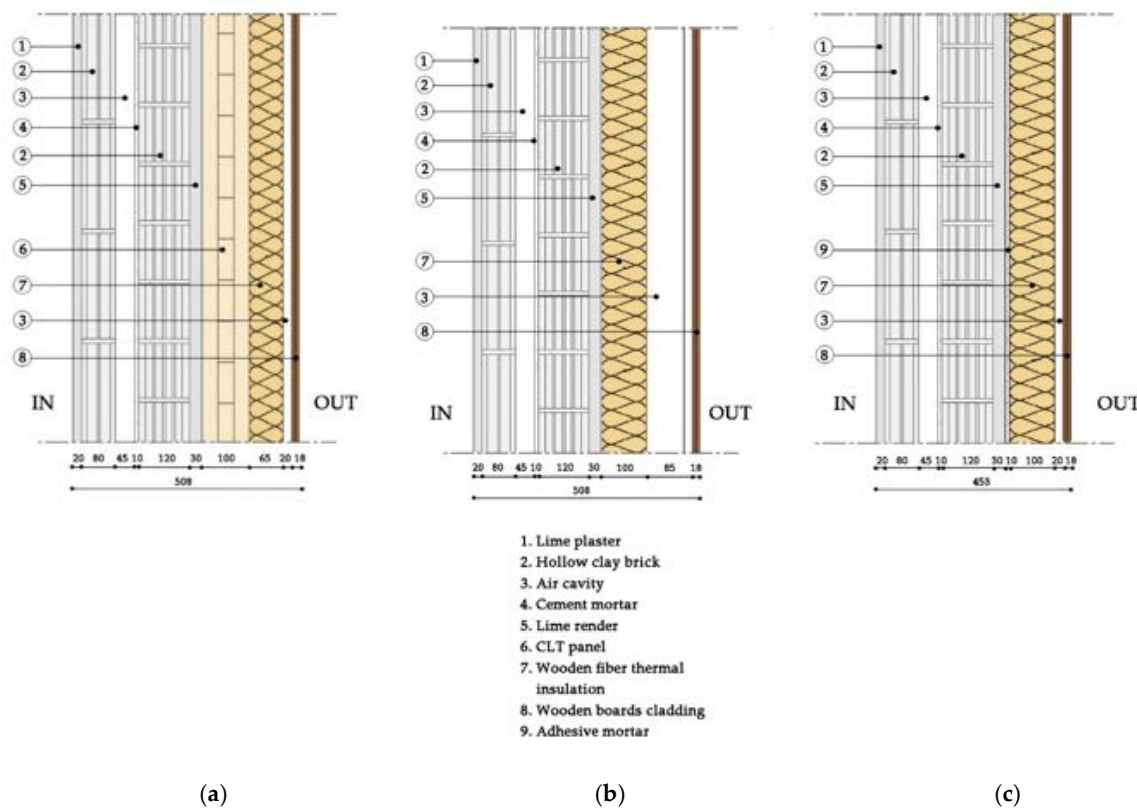 1
2
3
4
2
5
6
7
3
8
IN
OUT
20 80 45 10 120 30 100 65 20 18
508
1
2
3
4
2
5
7
3
8
IN
OUT
20 80 45 10 120 30 100 85 18
508
1
2
3
4
2
5
9
7
3
8
IN
OUT
20 80 45 10 120 30 10 100 20 18
453
1. Lime plaster
2. Hollow clay brick
3. Air cavity
4. Cement mortar
5. Lime render
6. CLT panel
7. Wooden fiber thermal
insulation
8. Wooden boards cladding
9. Adhesive mortar
(a)
(b)
(c)